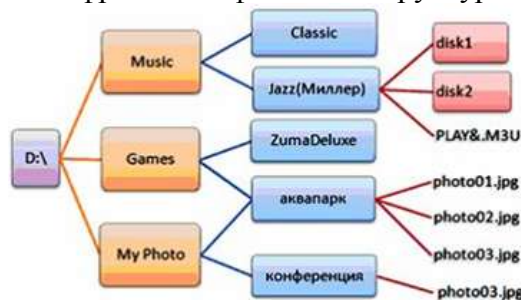 Classic
Music
disk1
Jazz(Миллер)
disk2
PLAY&.M3U
ZumaDeluxe
D:\
Games
photo01.jpg
аквапарк
photo02.jpg
My Photo
photo03.jpg
конференция
photo03.jpg